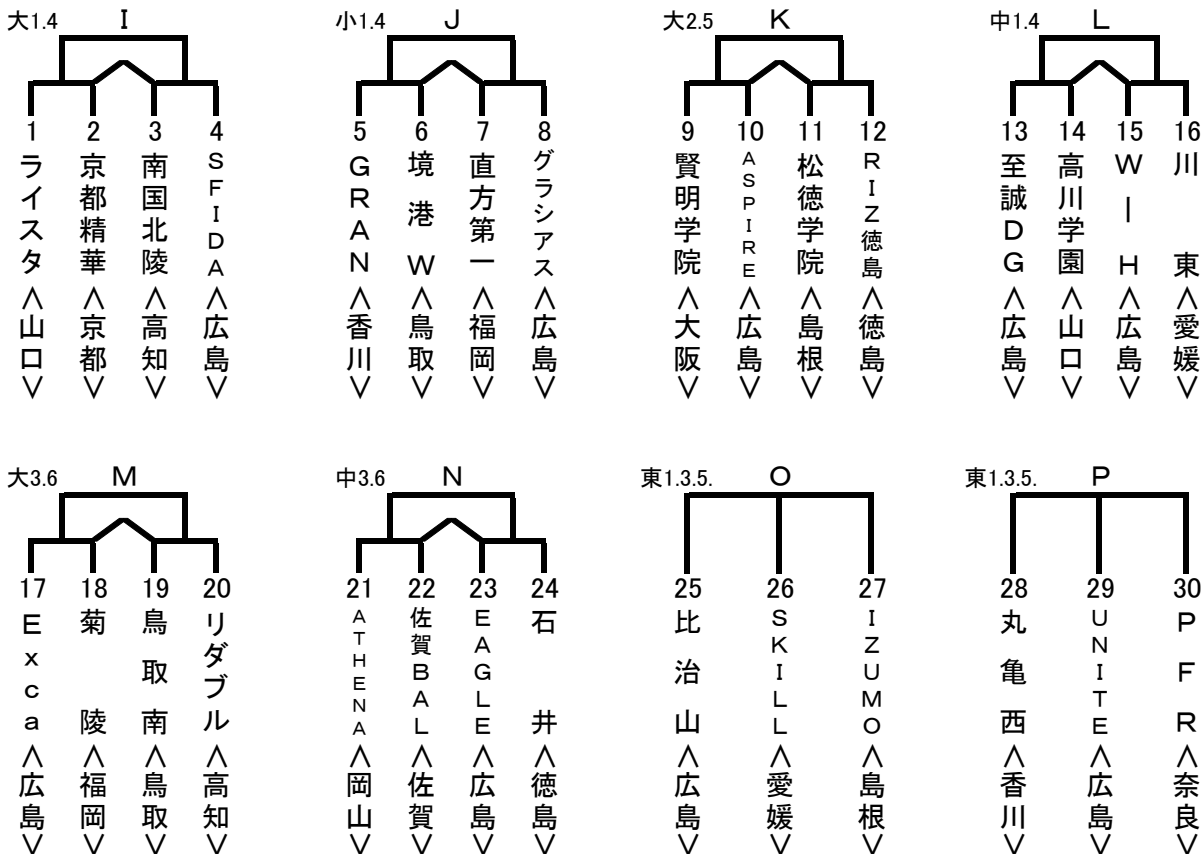 大1.4 I
1 ライスタ<山口>
2 京都精華<京都>
3 南国北陵<高知>
4 SFIDA<広島>
小1.4 J
5 GRAN<香川>
6 境港W<鳥取>
7 直方第一<福岡>
8 グラシアス<広島>
大2.5 K
9 賢明学院<大阪>
10 ASPIRE<広島>
11 松徳学院<島根>
12 RIZ徳島<徳島>
中1.4 L
13 至誠DG<広島>
14 高川学園<山口>
15 W－H<広島>
16 川東<愛媛>
大3.6 M
17 Exca<広島>
18 菊陵<福岡>
19 鳥取南<鳥取>
20 リダブル<高知>
中3.6 N
21 ATHENA<岡山>
22 佐賀BAL<佐賀>
23 EAGLE<広島>
24 石井<徳島>
東1.3.5. O
25 比治山<広島>
26 SKILL<愛媛>
27 IZUMO<島根>
東1.3.5. P
28 丸亀西<香川>
29 UNITE<広島>
30 PFR<奈良>